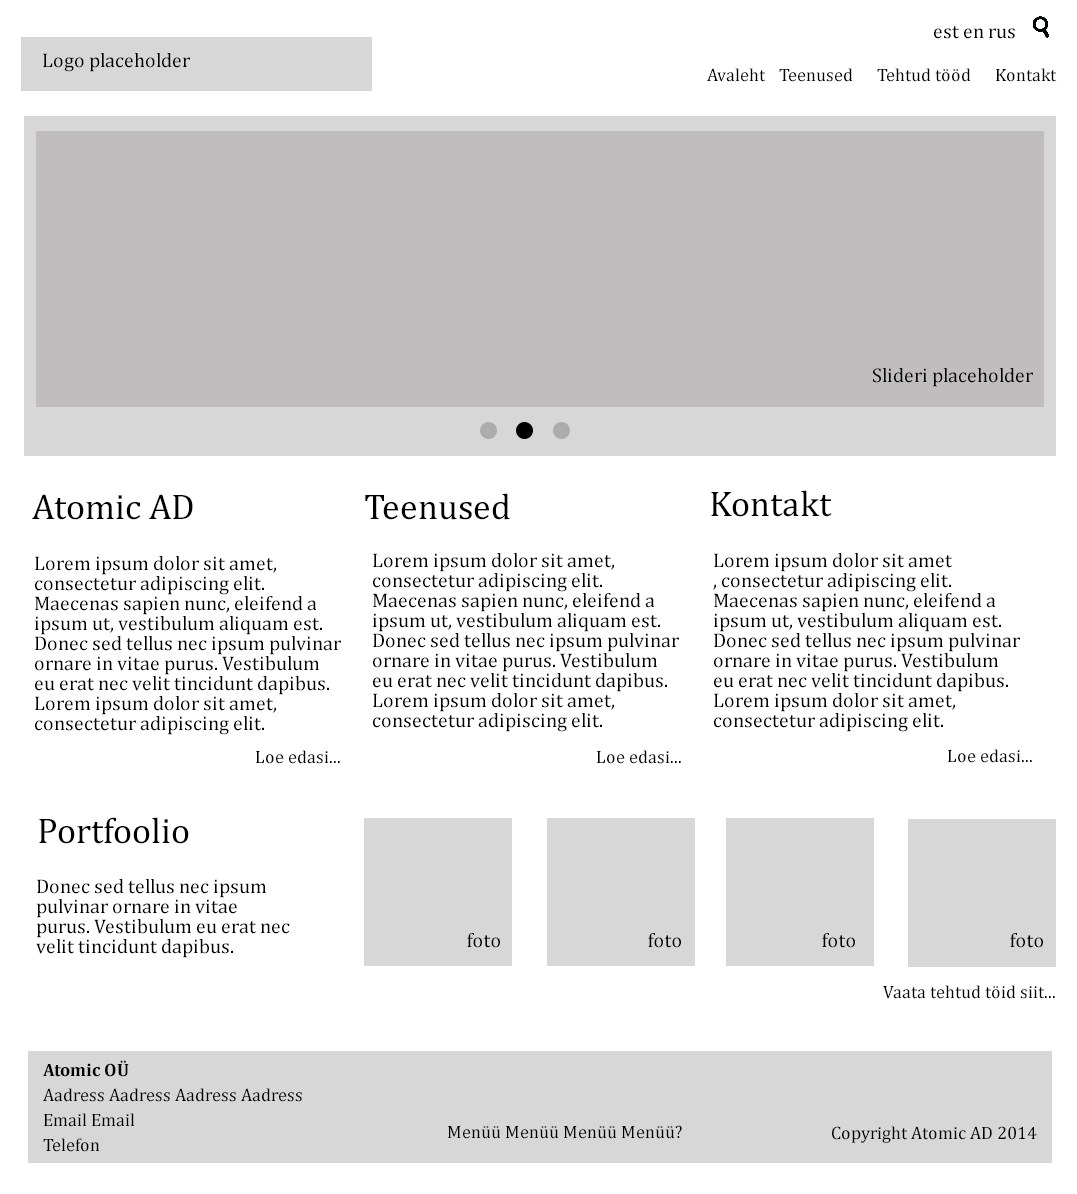 est en rus
Logo placeholder
Avaleht Teenused Tehtud tööd Kontakt
Slideri placeholder
Atomic AD
Lorem ipsum dolor sit amet,
consectetur adipiscing elit.
Maecenas sapien nunc, eleifend a
ipsum ut, vestibulum aliquam est.
Donec sed tellus nec ipsum pulvinar
ornare in vitae purus. Vestibulum
eu erat nec velit tincidunt dapibus.
Lorem ipsum dolor sit amet,
consectetur adipiscing elit.
Loe edasi...
Teenused
Lorem ipsum dolor sit amet,
consectetur adipiscing elit.
Maecenas sapien nunc, eleifend a
ipsum ut, vestibulum aliquam est.
Donec sed tellus nec ipsum pulvinar
ornare in vitae purus. Vestibulum
eu erat nec velit tincidunt dapibus.
Lorem ipsum dolor sit amet,
consectetur adipiscing elit.
Loe edasi...
Kontakt
Lorem ipsum dolor sit amet
, consectetur adipiscing elit.
Maecenas sapien nunc, eleifend a
ipsum ut, vestibulum aliquam est.
Donec sed tellus nec ipsum pulvinar
ornare in vitae purus. Vestibulum
eu erat nec velit tincidunt dapibus.
Lorem ipsum dolor sit amet,
consectetur adipiscing elit.
Loe edasi...
Portfoolio
Donec sed tellus nec ipsum
pulvinar ornare in vitae
purus. Vestibulum eu erat nec
velit tincidunt dapibus.
foto
foto
foto
foto
Vaata tehtud töid siit...
Atomic OÜ
Aadress Aadress Aadress Aadress
Email Email
Telefon
Menüü Menüü Menüü Menüü?
Copyright Atomic AD 2014